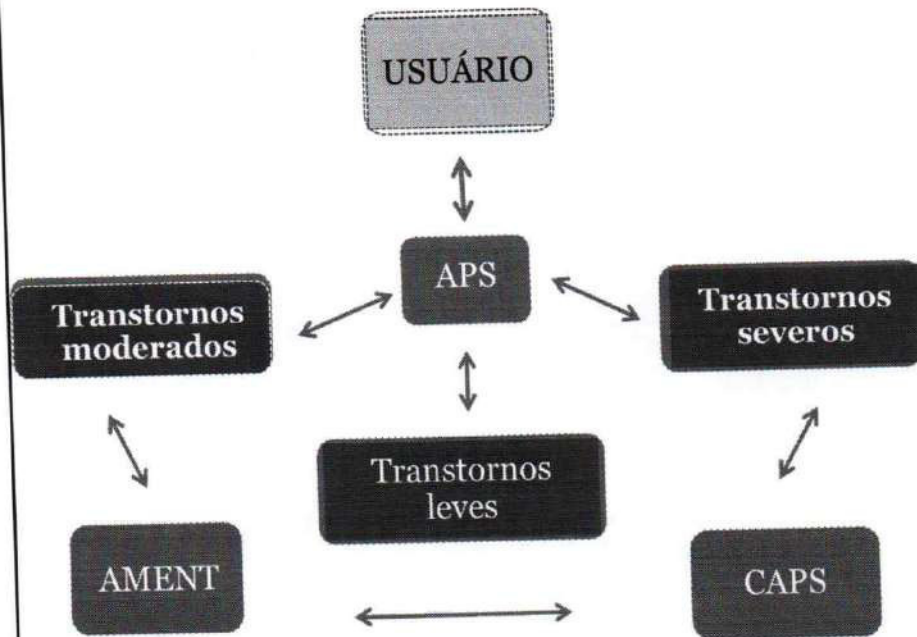 USUÁRIO
APS
Transtornos
moderados
Transtornos
severos
Transtornos
leves
AMENT
CAPS